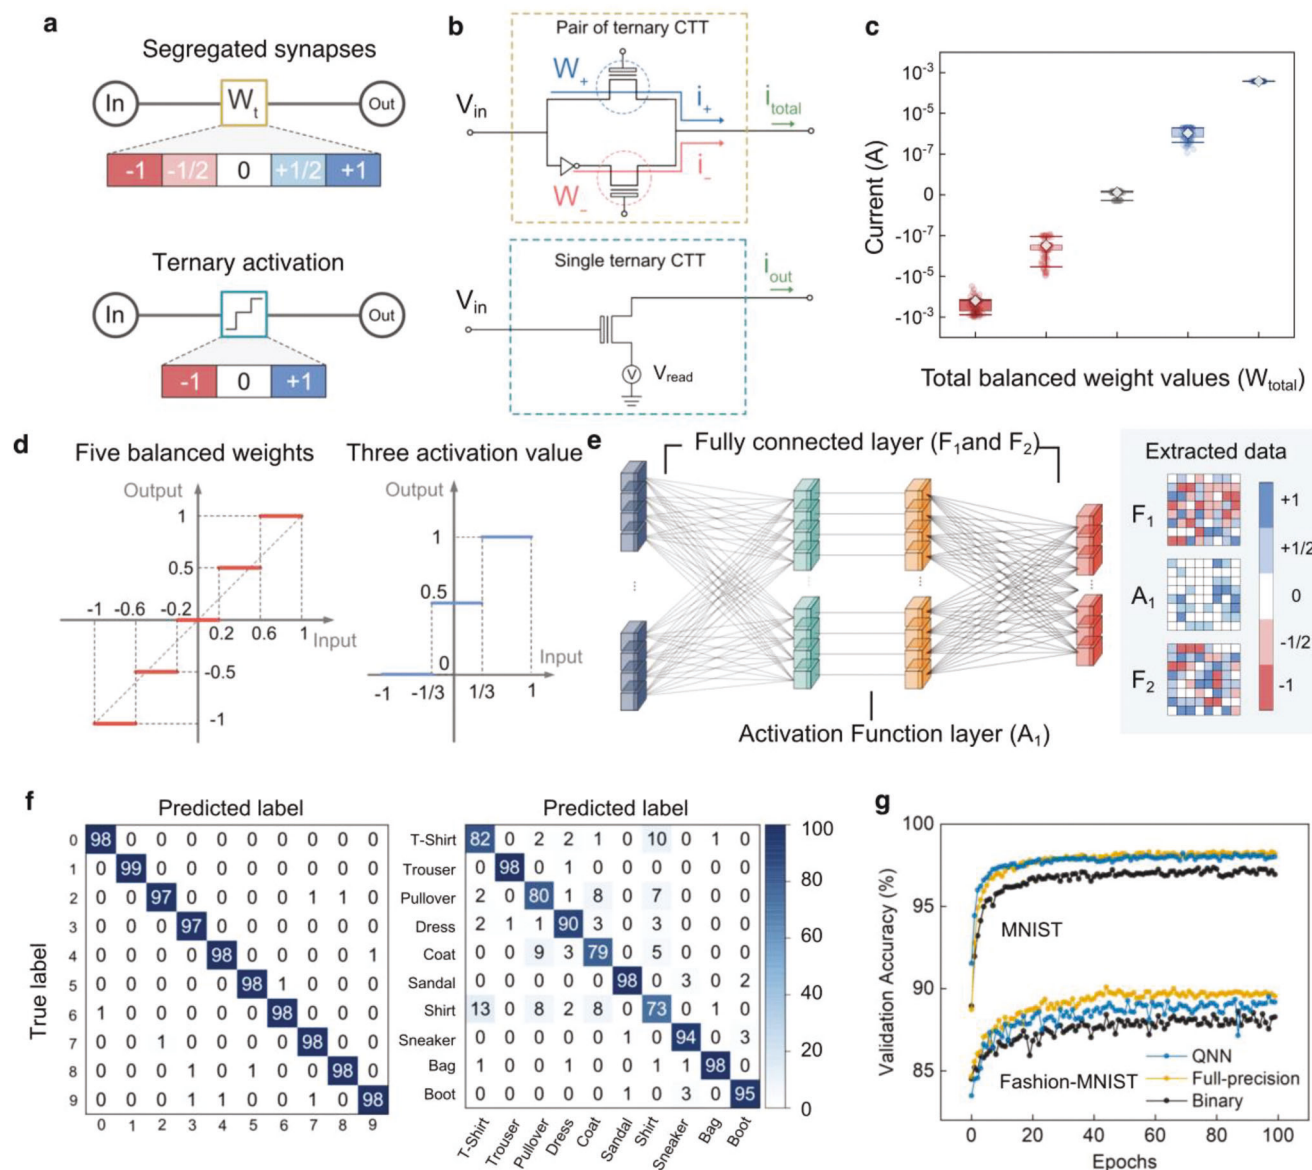 a
Segregated synapses
In
W_t
Out
-1 -1/2 0 +1/2 +1
Ternary activation
In
Out
-1 0 +1
b
Pair of ternary CTT
W_+
V_in
i_+
i_total
W_-
i_-
Single ternary CTT
V_in
i_out
V
V_read
c
Current (A)
10^-3
10^-5
10^-7
0
-10^-7
-10^-5
-10^-3
Total balanced weight values (W_total)
d
Five balanced weights
Output
1
0.5
-1 -0.6 -0.2
0
0.2 0.6 1
Input
-0.5
-1
Three activation value
Output
1
0.5
0
Input
-1 -1/3 1/3 1
e
Fully connected layer (F_1and F_2)
Activation Function layer (A_1)
Extracted data
F_1
A_1
F_2
+1
+1/2
0
-1/2
-1
f
Predicted label
True label
0 98 0 0 0 0 0 0 0 0 0
1 0 99 0 0 0 0 0 0 0 0
2 0 0 97 0 0 0 0 1 1 0
3 0 0 0 97 0 0 0 0 0 0
4 0 0 0 0 98 0 0 0 0 1
5 0 0 0 0 0 98 1 0 0 0
6 1 0 0 0 0 0 98 0 0 0
7 0 0 1 0 0 0 0 98 0 0
8 0 0 0 1 0 1 0 0 98 0
9 0 0 0 1 1 0 0 1 0 98
0 1 2 3 4 5 6 7 8 9
Predicted label
T-Shirt 82 0 2 2 1 0 10 0 1 0
Trouser 0 98 0 1 0 0 0 0 0 0
Pullover 2 0 80 1 8 0 7 0 0 0
Dress 2 1 1 90 3 0 3 0 0 0
Coat 0 0 9 3 79 0 5 0 0 0
Sandal 0 0 0 0 0 98 0 3 0 2
Shirt 13 0 8 2 8 0 73 0 1 0
Sneaker 0 0 0 0 0 1 0 94 0 3
Bag 1 0 0 1 0 0 1 1 98 0
Boot 0 0 0 0 0 1 0 3 0 95
T-Shirt Trouser Pullover Dress Coat Sandal Shirt Sneaker Bag Boot
100
80
60
40
20
0
g
Validation Accuracy (%)
100
95
90
85
MNIST
Fashion-MNIST
QNN
Full-precision
Binary
0 20 40 60 80 100
Epochs